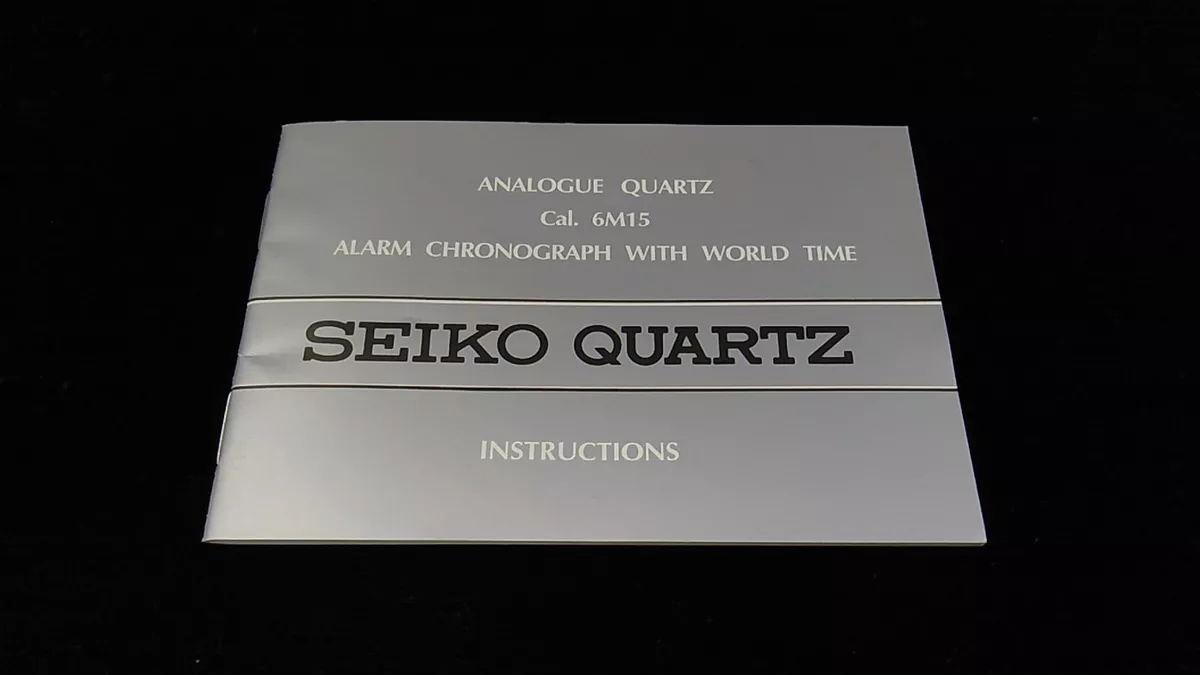 ANALOGUE QUARTZ
Cal. 6M15
ALARM CHRONOGRAPH WITH WORLD TIME
SEIKO QUARTZ
INSTRUCTIONS